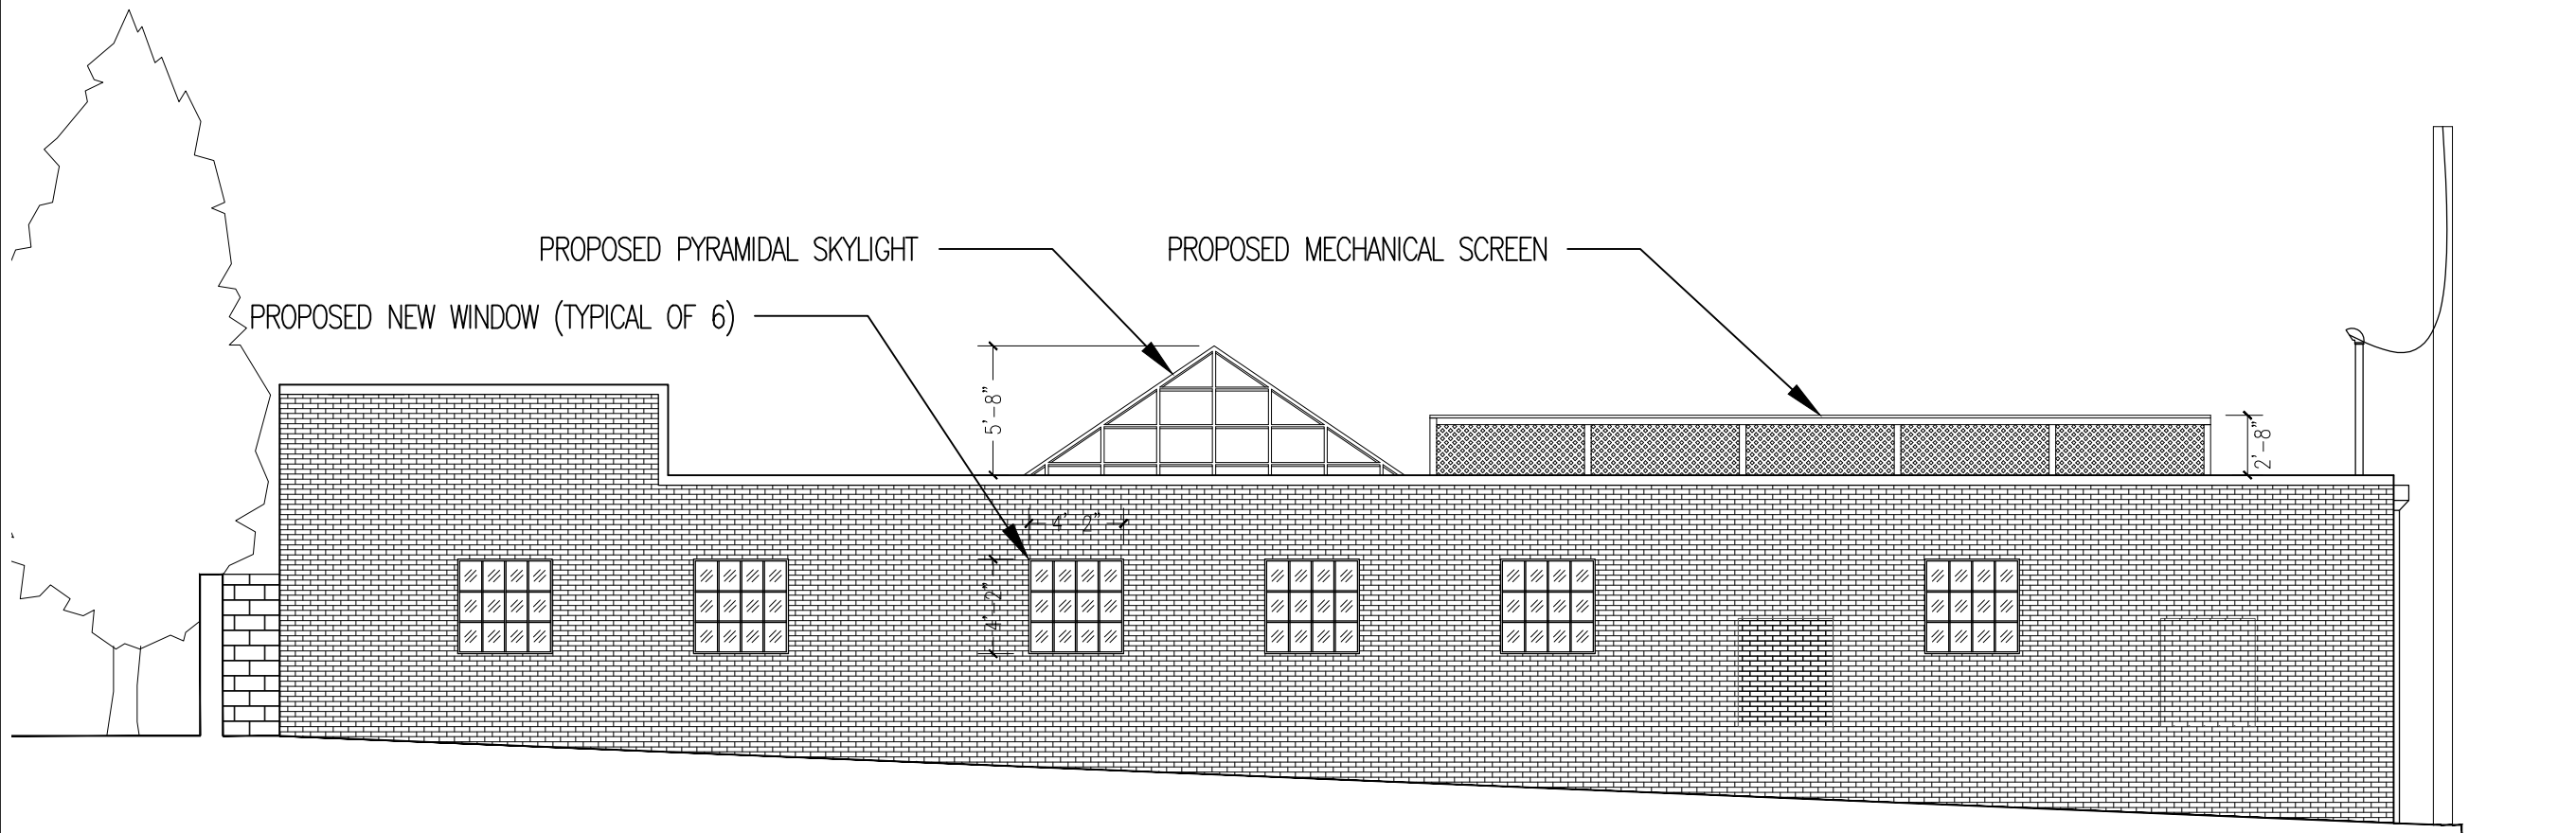 PROPOSED PYRAMIDAL SKYLIGHT
PROPOSED MECHANICAL SCREEN
PROPOSED NEW WINDOW (TYPICAL OF 6)
5'-8"
2'-8"
4'-2"
4'-2"